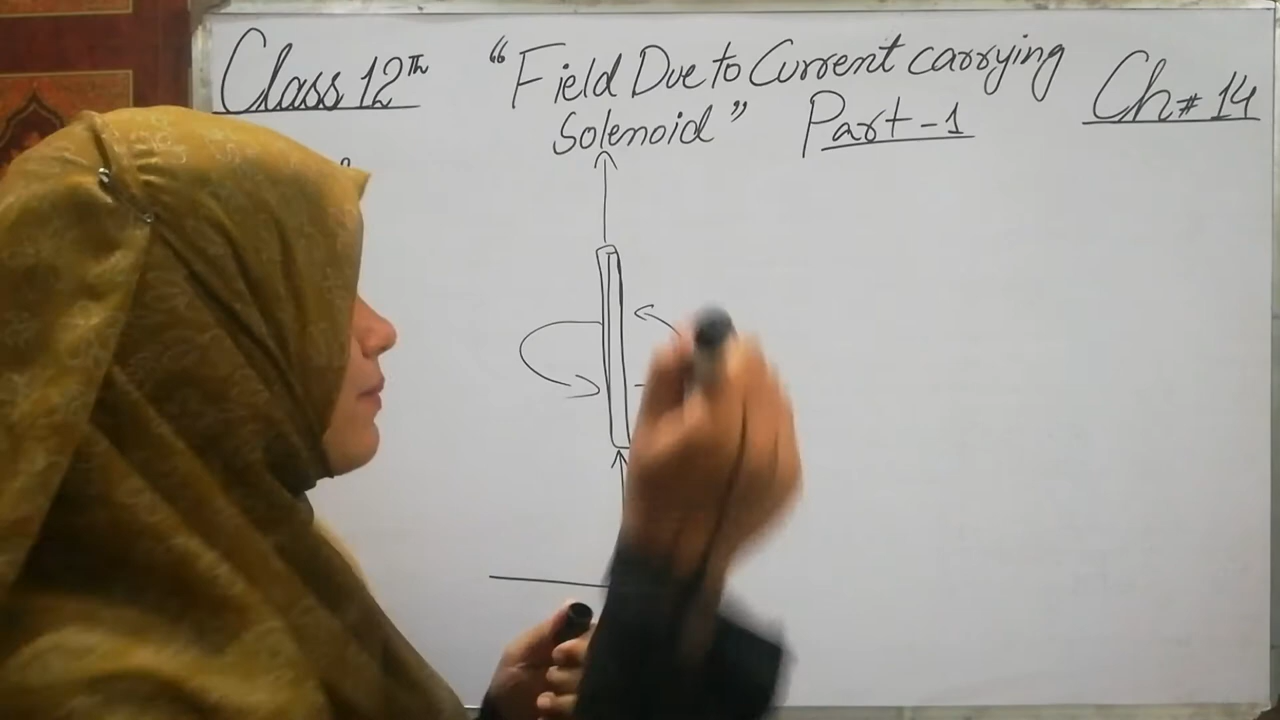 Class 12th
"Field Due to Current carrying
Solenoid" Part-1
Ch# 14